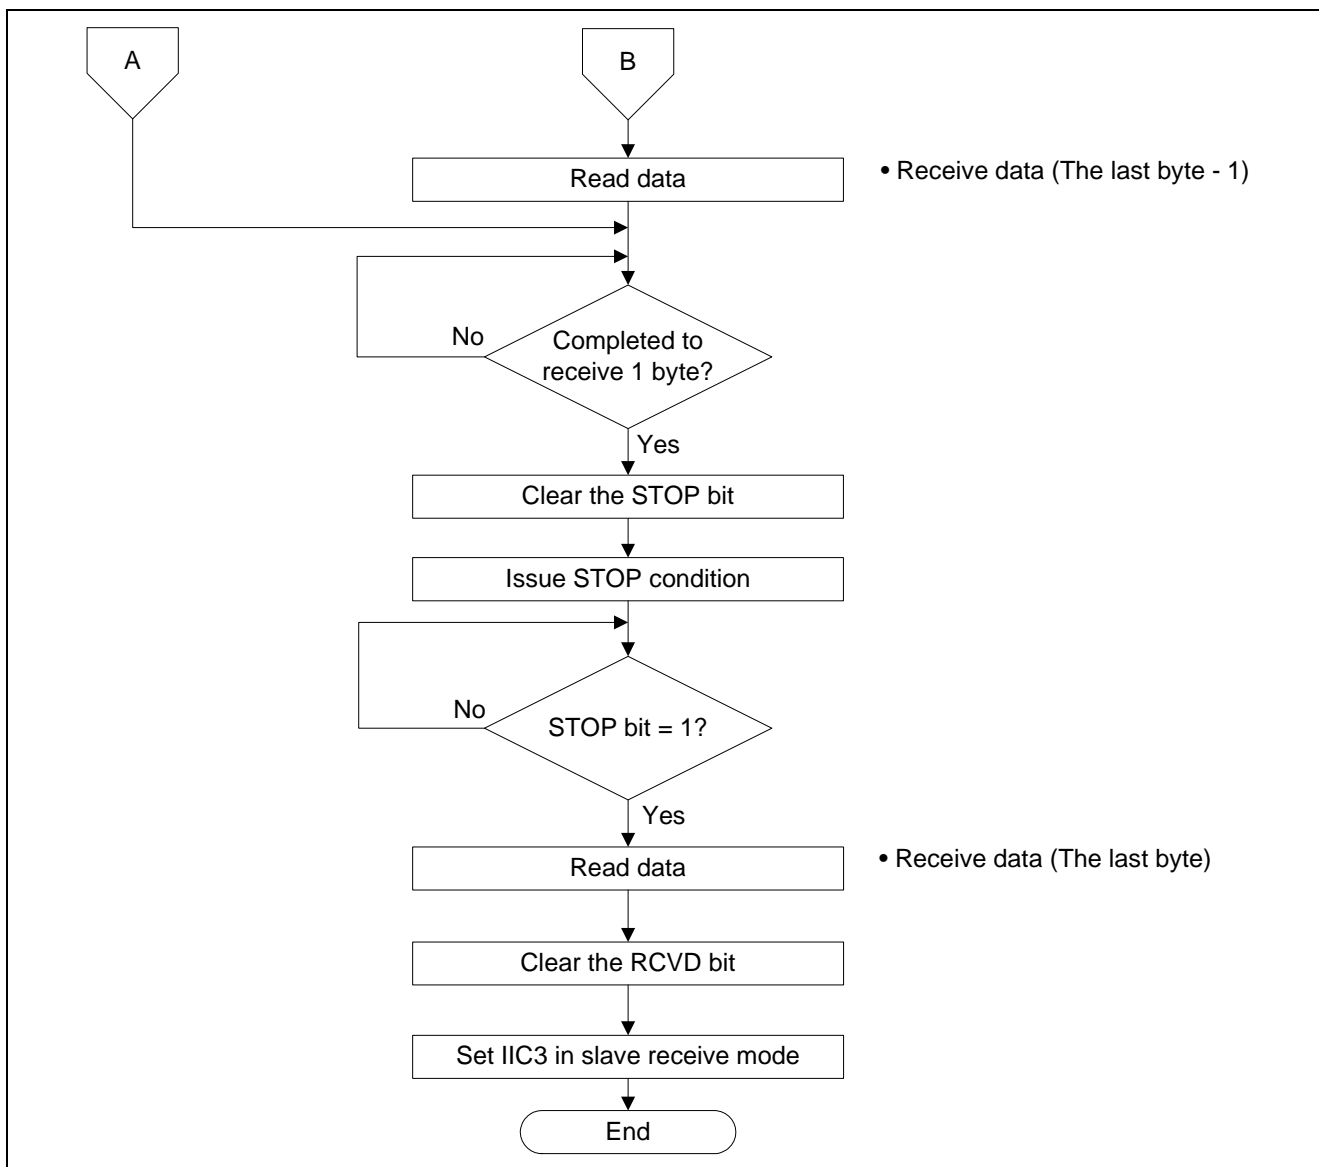 A
B
Read data
• Receive data (The last byte - 1)
No
Completed to
receive 1 byte?
Yes
Clear the STOP bit
Issue STOP condition
No
STOP bit = 1?
Yes
Read data
• Receive data (The last byte)
Clear the RCVD bit
Set IIC3 in slave receive mode
End